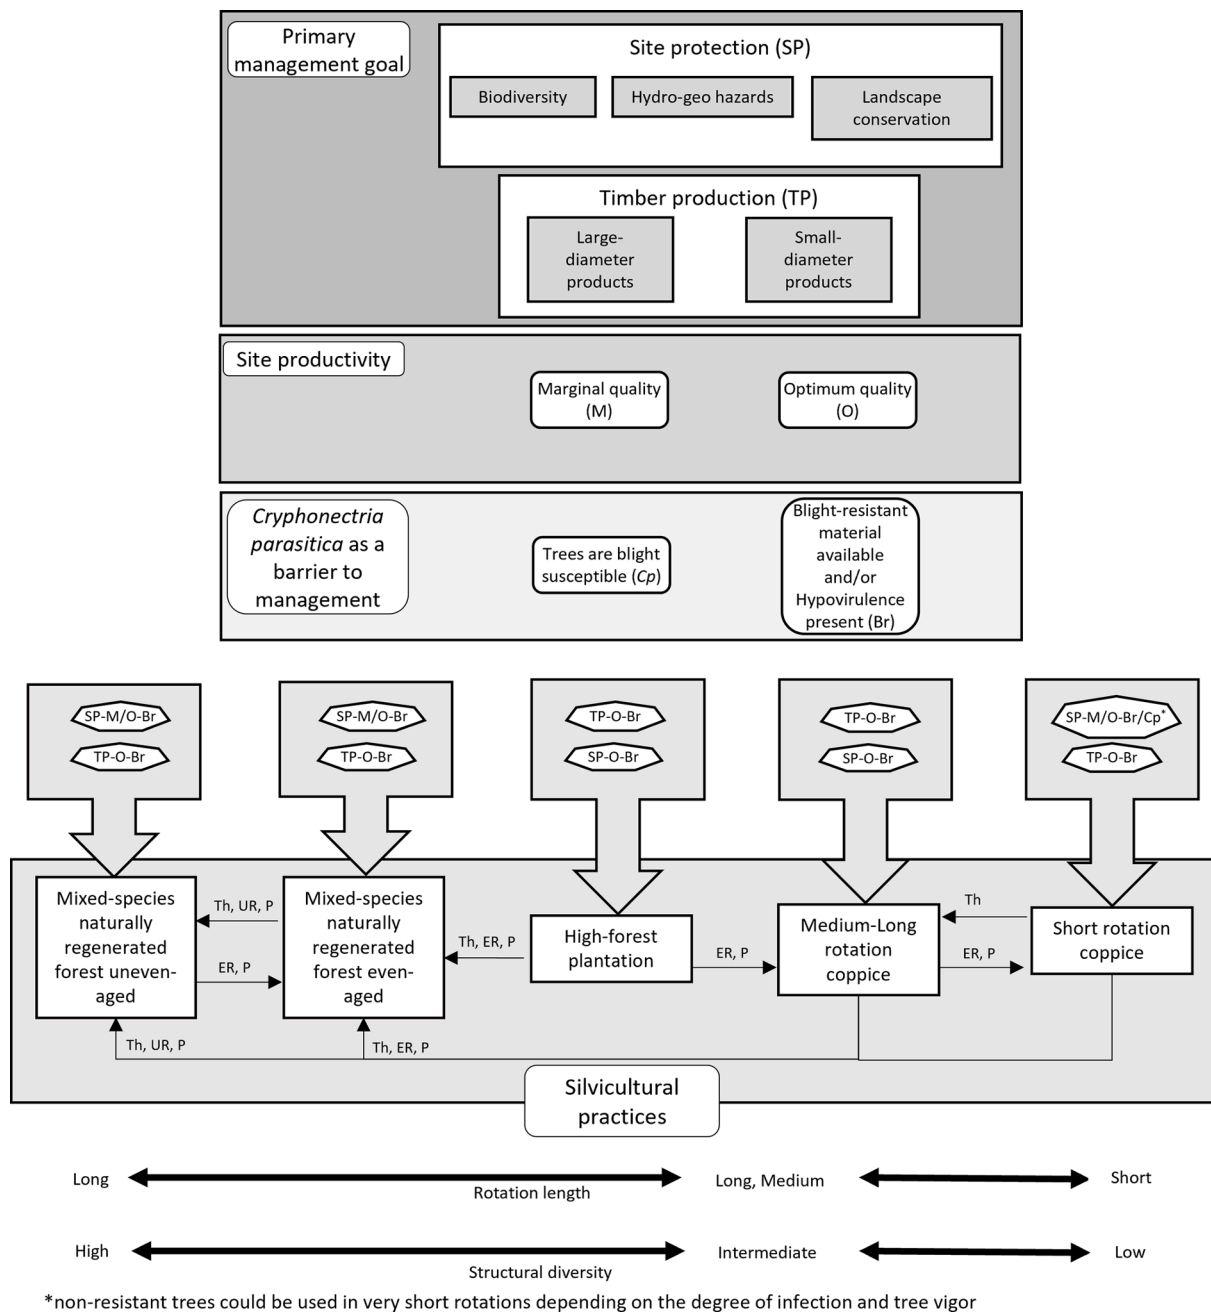 Primary
management goal
Site protection (SP)
Biodiversity
Hydro-geo hazards
Landscape
conservation
Timber production (TP)
Large-
diameter
products
Small-
diameter
products
Site productivity
Marginal quality
(M)
Optimum quality
(O)
Cryphonectria
parasitica as a
barrier to
management
Trees are blight
susceptible (Cp)
Blight-resistant
material
available
and/or
Hypovirulence
present (Br)
SP-M/O-Br
TP-O-Br
SP-M/O-Br
TP-O-Br
TP-O-Br
SP-O-Br
TP-O-Br
SP-O-Br
SP-M/O-Br/Cp*
TP-O-Br
Mixed-species
naturally
regenerated
forest uneven-
aged
Th, UR, P
ER, P
Mixed-species
naturally
regenerated
forest even-
aged
Th, ER, P
High-forest
plantation
ER, P
Medium-Long
rotation
coppice
Th
ER, P
Short rotation
coppice
Th, UR, P
Th, ER, P
Silvicultural
practices
Long
Rotation length
Long, Medium
Short
High
Structural diversity
Intermediate
Low
*non-resistant trees could be used in very short rotations depending on the degree of infection and tree vigor